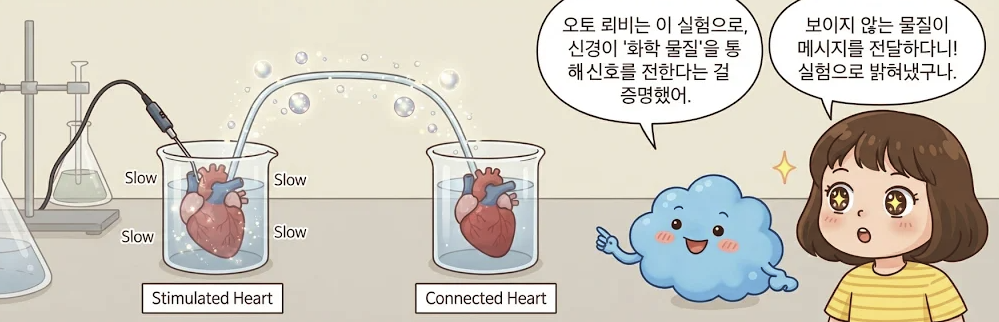 오토 뢰비는 이 실험으로,
신경이 '화학 물질'을 통
해 신호를 전한다는 걸
증명했어.
보이지 않는 물질이
메시지를 전달하다니!
실험으로 밝혀냈구나.
Slow
Slow
Slow
Slow
Stimulated Heart
Connected Heart